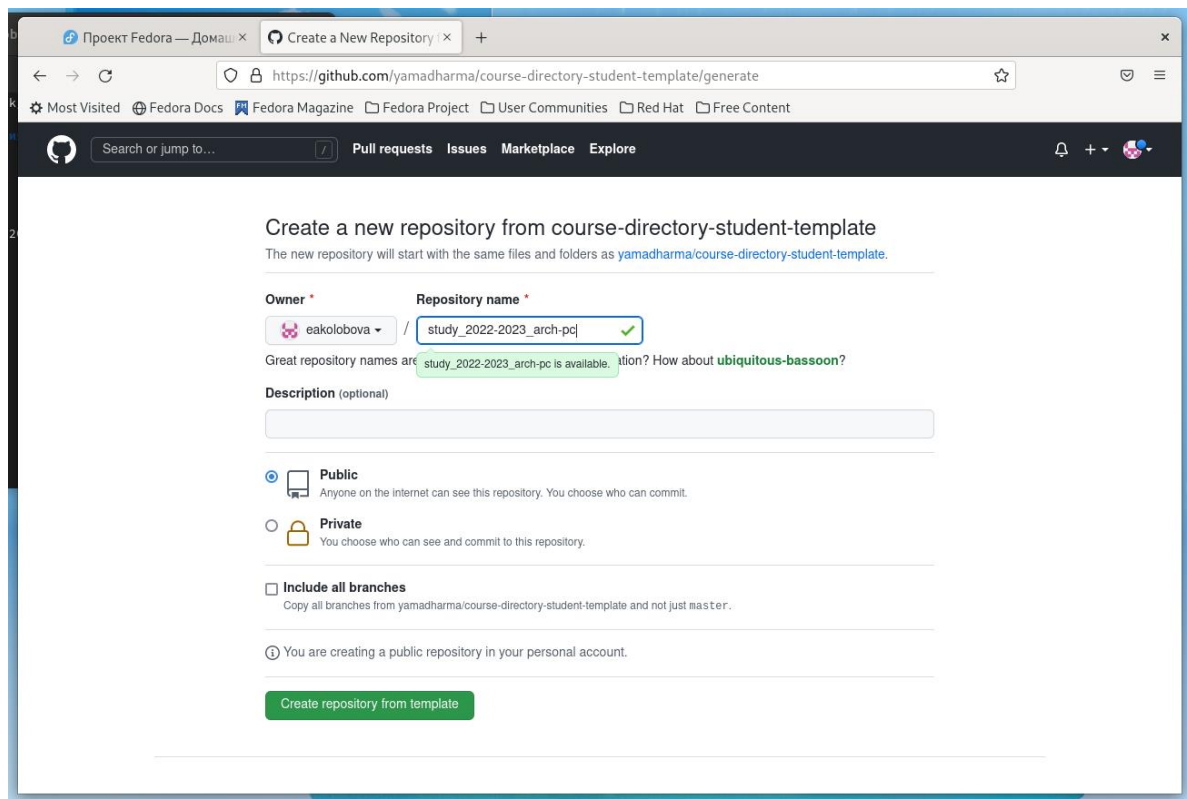 Проект Fedora — Домаш
Create a New Repository f
https://github.com/yamadharma/course-directory-student-template/generate
Most Visited Fedora Docs Fedora Magazine Fedora Project User Communities Red Hat Free Content
Search or jump to... / Pull requests Issues Marketplace Explore
Create a new repository from course-directory-student-template
The new repository will start with the same files and folders as yamadharma/course-directory-student-template.
Owner * Repository name *
eakolobova / study_2022-2023_arch-pc
Great repository names are ation? How about ubiquitous-bassoon?
study_2022-2023_arch-pc is available.
Description (optional)
Public
Anyone on the internet can see this repository. You choose who can commit.
Private
You choose who can see and commit to this repository.
Include all branches
Copy all branches from yamadharma/course-directory-student-template and not just master.
You are creating a public repository in your personal account.
Create repository from template